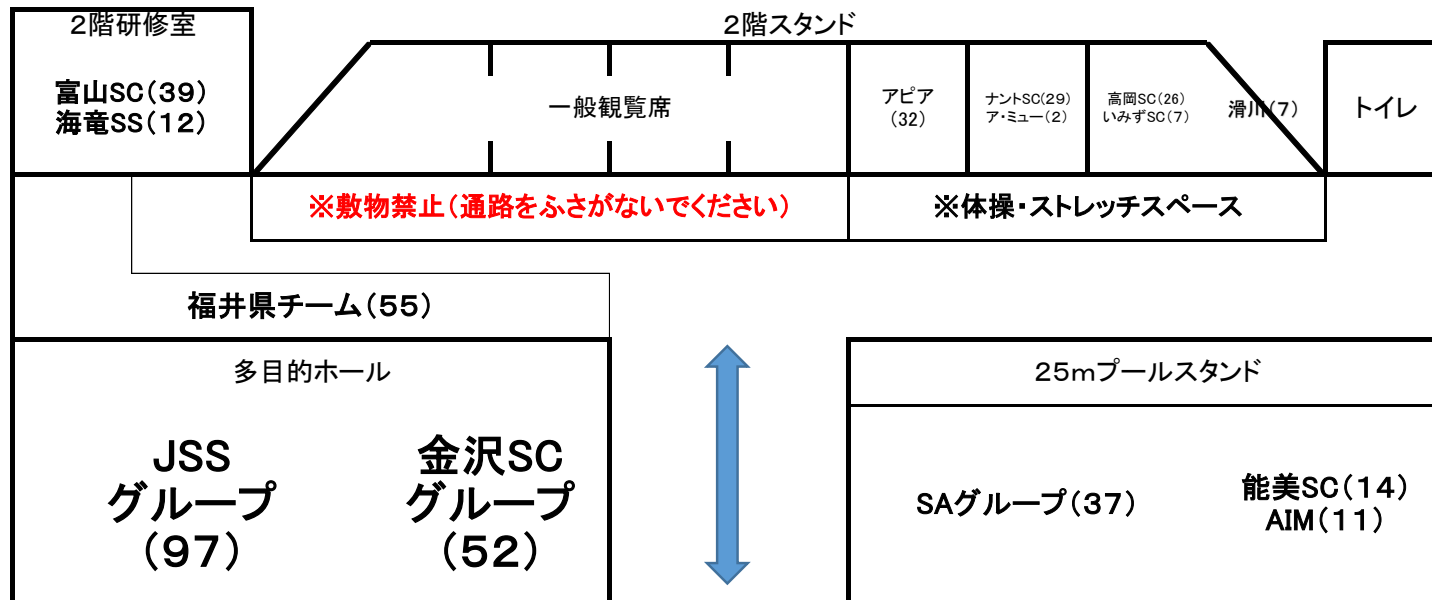 2階研修室
富山SC(39)
海竜SS(12)
2階スタンド
一般観覧席
アピア
(32)
ナントSC(29)
ア・ミュー(2)
高岡SC(26)
いみずSC(7)
滑川(7)
トイレ
※敷物禁止(通路をふさがないでください)
※体操・ストレッチスペース
福井県チーム(55)
多目的ホール
JSS
グループ
(97)
金沢SC
グループ
(52)
25mプールスタンド
SAグループ(37)
能美SC(14)
AIM(11)